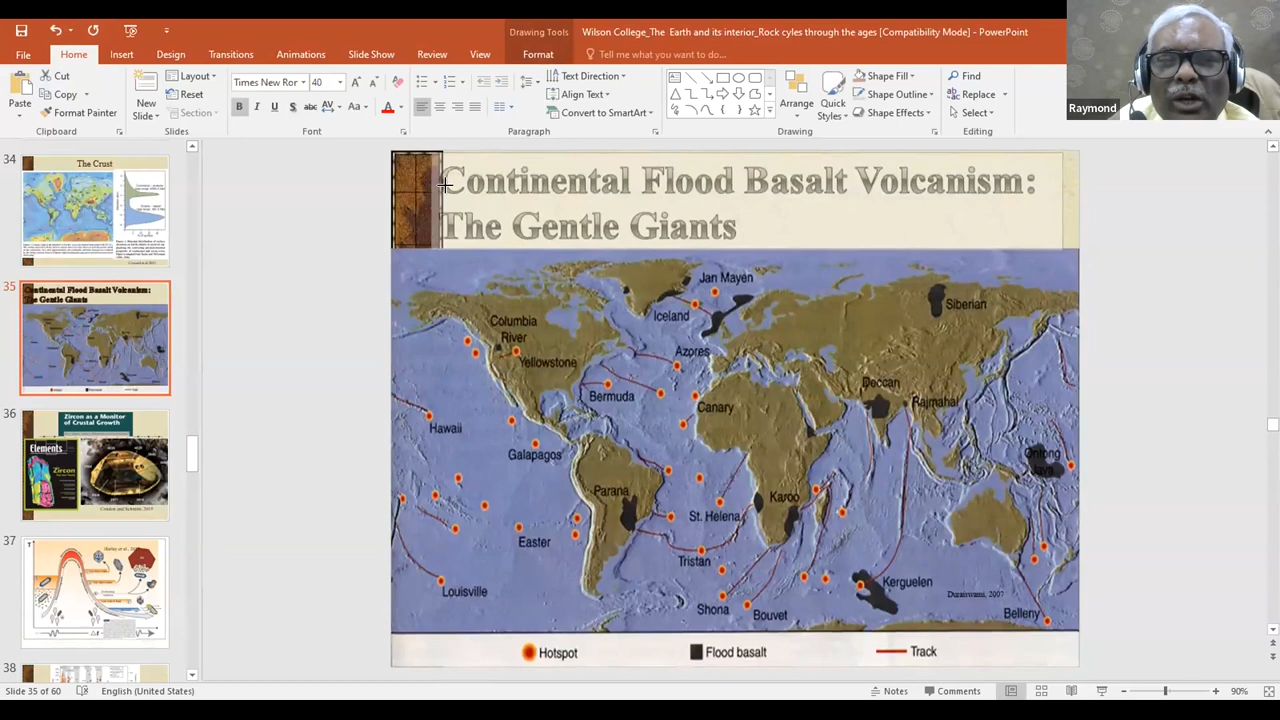 Drawing Tools
Wilson College_The Earth and its interior_Rock cyles through the ages [Compatibility Mode] - PowerPoint
File
Home
Insert
Design
Transitions
Animations
Slide Show
Review
View
Format
Tell me what you want to do...
Paste
Cut
Copy
Format Painter
Clipboard
New
Slide
Layout
Reset
Section
Slides
Times New Ror
40
Font
Text Direction
Align Text
Convert to SmartArt
Paragraph
Arrange
Quick
Styles
Shape Fill
Shape Outline
Shape Effects
Drawing
Find
Replace
Select
Editing
Raymond
34
The Crust
35
Continental Flood Basalt Volcanism:
The Gentle Giants
36
Zircon as a Monitor
of Crustal Growth
Elements
Zircon
37
38
Continental Flood Basalt Volcanism:
The Gentle Giants
Jan Mayen
Siberian
Iceland
Columbia
River
Yellowstone
Azores
Bermuda
Canary
Deccan
Rajmahal
Hawaii
Galapagos
Ontong
Java
Parana
Karoo
St. Helena
Easter
Tristan
Louisville
Kerguelen
Duraiswami, 2007
Shona
Bouvet
Belleny
Hotspot
Flood basalt
Track
Slide 35 of 60
English (United States)
Notes
Comments
90%